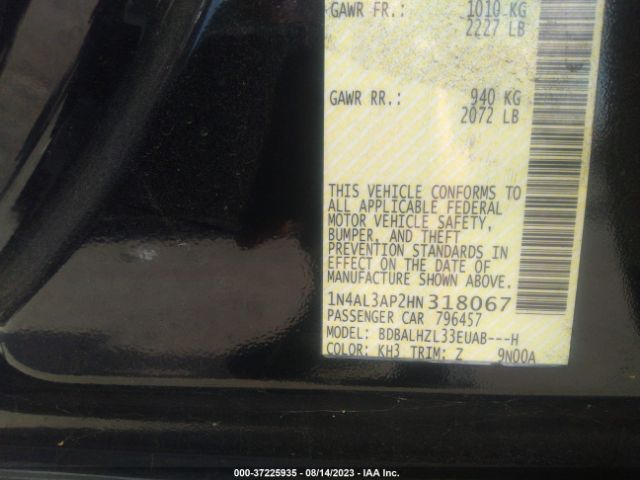 GAWR FR.: 1010 KG
2227 LB
GAWR RR.: 940 KG
2072 LB
THIS VEHICLE CONFORMS TO
ALL APPLICABLE FEDERAL
MOTOR VEHICLE SAFETY,
BUMPER, AND THEFT
PREVENTION STANDARDS IN
EFFECT ON THE DATE OF
MANUFACTURE SHOWN ABOVE.
1N4AL3AP2HN318067
PASSENGER CAR 796457
MODEL: BDBALHZL33EUAB---H
COLOR: KH3 TRIM: Z 9N00A
000-37225935 - 08/14/2023 - IAA Inc.